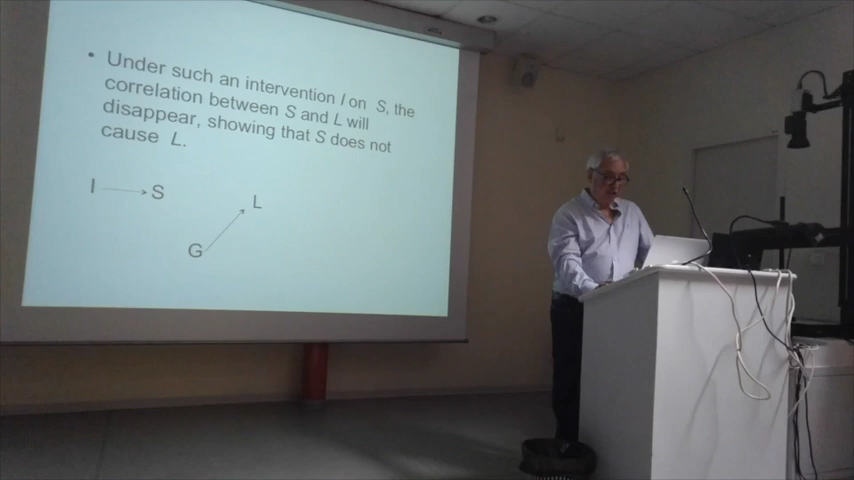 • Under such an intervention I on S, the
correlation between S and L will
disappear, showing that S does not
cause L.
I → S
L
G